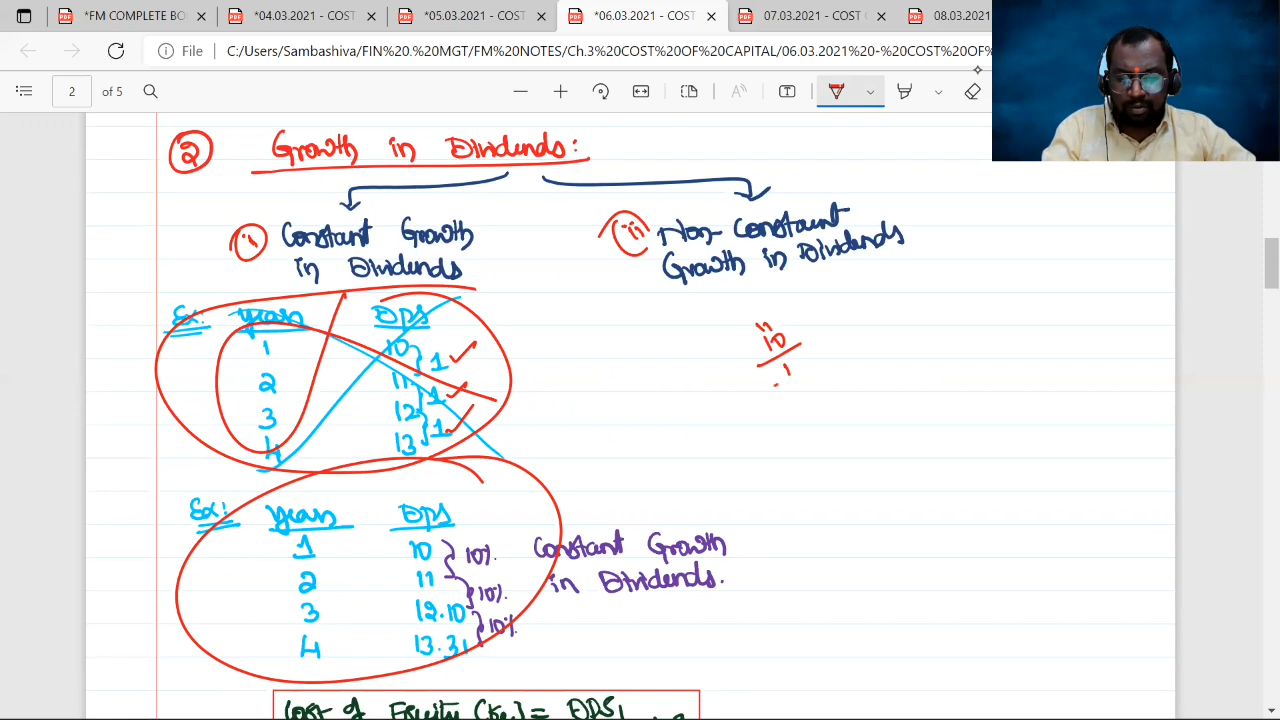 *FM COMPLETE BO
*04.03.2021 - COST
*05.03.2021 - COST
*06.03.2021 - COST
07.03.2021 - COST
08.03.2021
File C:/Users/Sambashiva/FIN%20.%20MGT/FM%20NOTES/Ch.3%20COST%20OF%20CAPITAL/06.03.2021%20-%20COST%20OF%
2 of 5
② Growth in Dividends:
(i) Constant Growth in Dividends
(ii) Non-Constant Growth in Dividends
Ex: years DPS
1 10 } 1 ✓
2 11 } 1 ✓
3 12 } 1 ✓
4 13
11
10
1
Ex: years DPS
1 10 } 10%
2 11 } 10%
3 12.10 } 10%
4 13.31
Constant Growth
in Dividends.
Cost of Equity (Ke) = DPS1